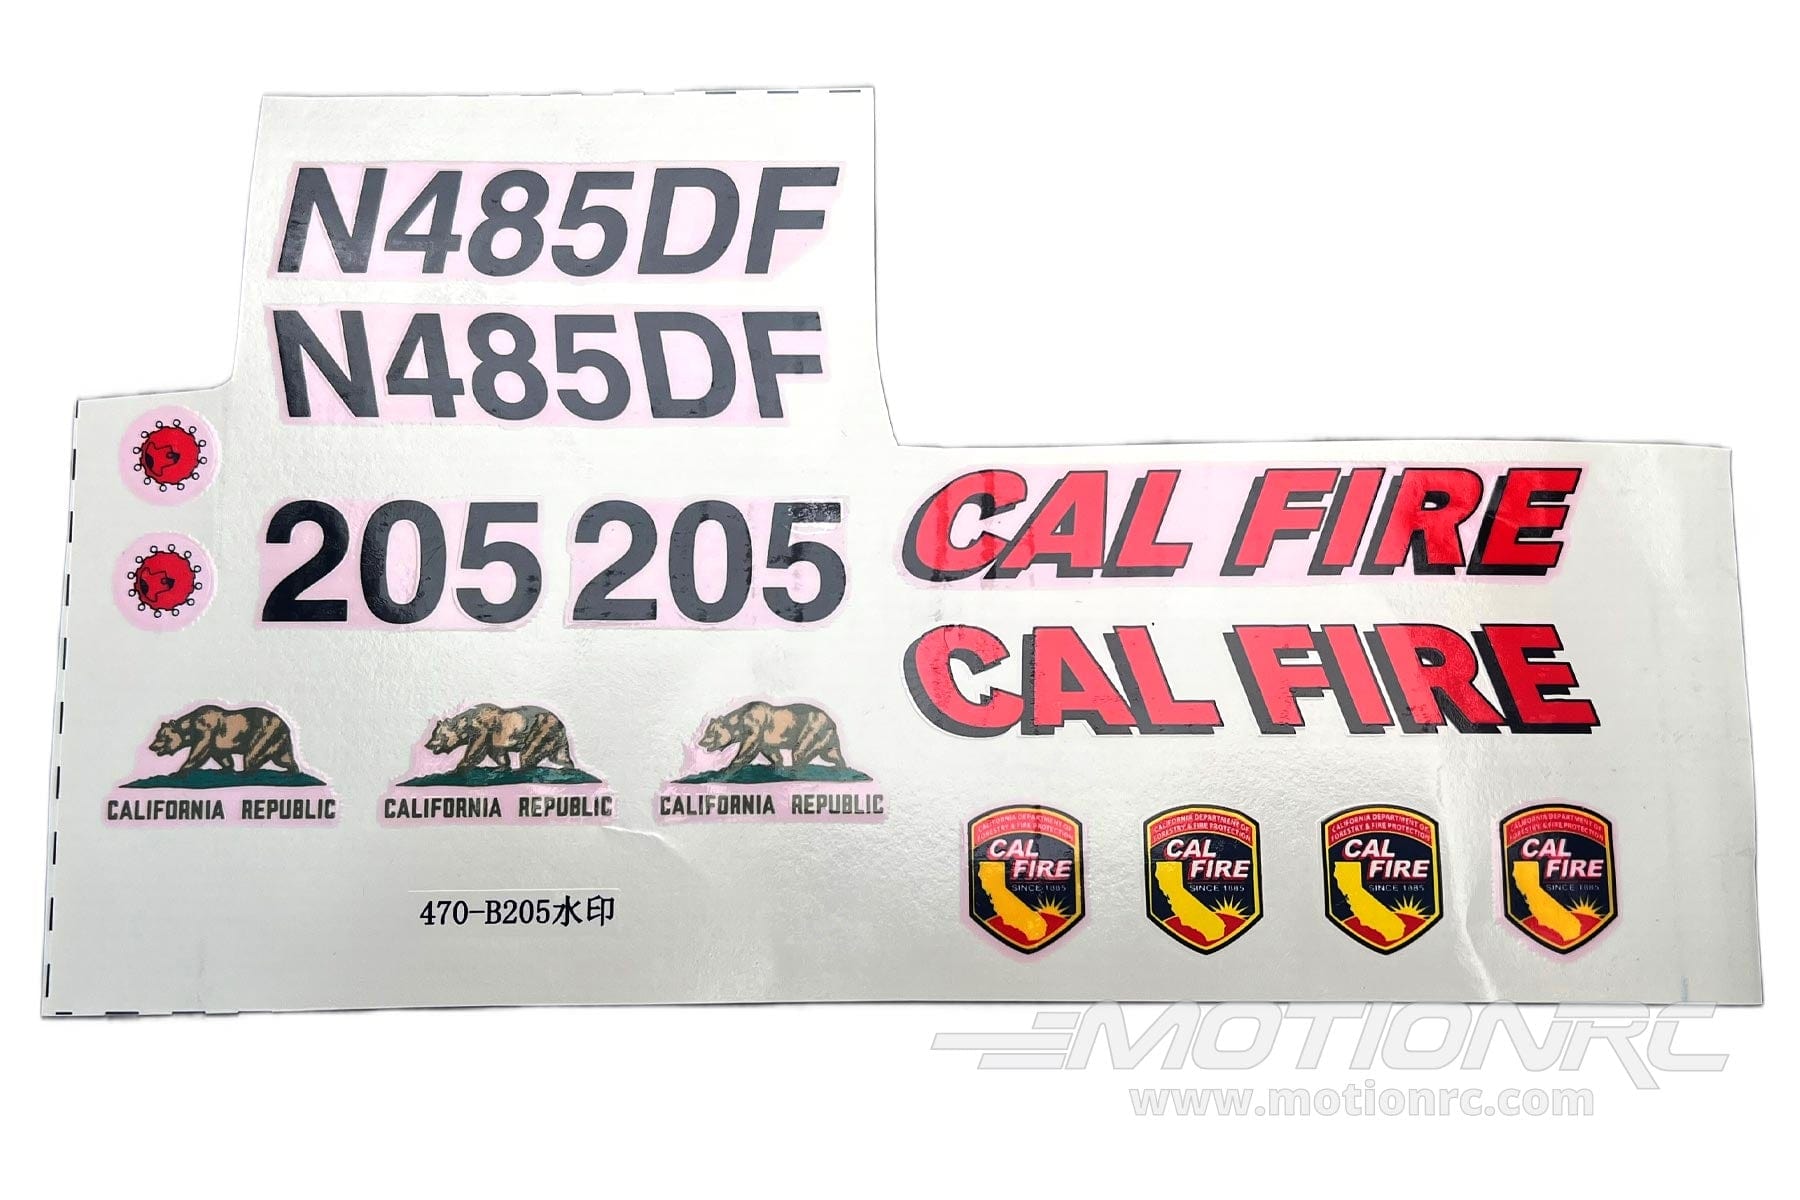 N485DF
N485DF
205 205
CAL FIRE
CAL FIRE
CALIFORNIA REPUBLIC
CALIFORNIA REPUBLIC
CALIFORNIA REPUBLIC
CALIFORNIA DEPARTMENT OF
FORESTRY & FIRE PROTECTION
CAL
FIRE
SINCE 1885
CALIFORNIA DEPARTMENT OF
FORESTRY & FIRE PROTECTION
CAL
FIRE
SINCE 1885
CALIFORNIA DEPARTMENT OF
FORESTRY & FIRE PROTECTION
CAL
FIRE
SINCE 1885
CALIFORNIA DEPARTMENT OF
FORESTRY & FIRE PROTECTION
CAL
FIRE
SINCE 1885
470-B205水印
MOTIONRC
www.motionrc.com